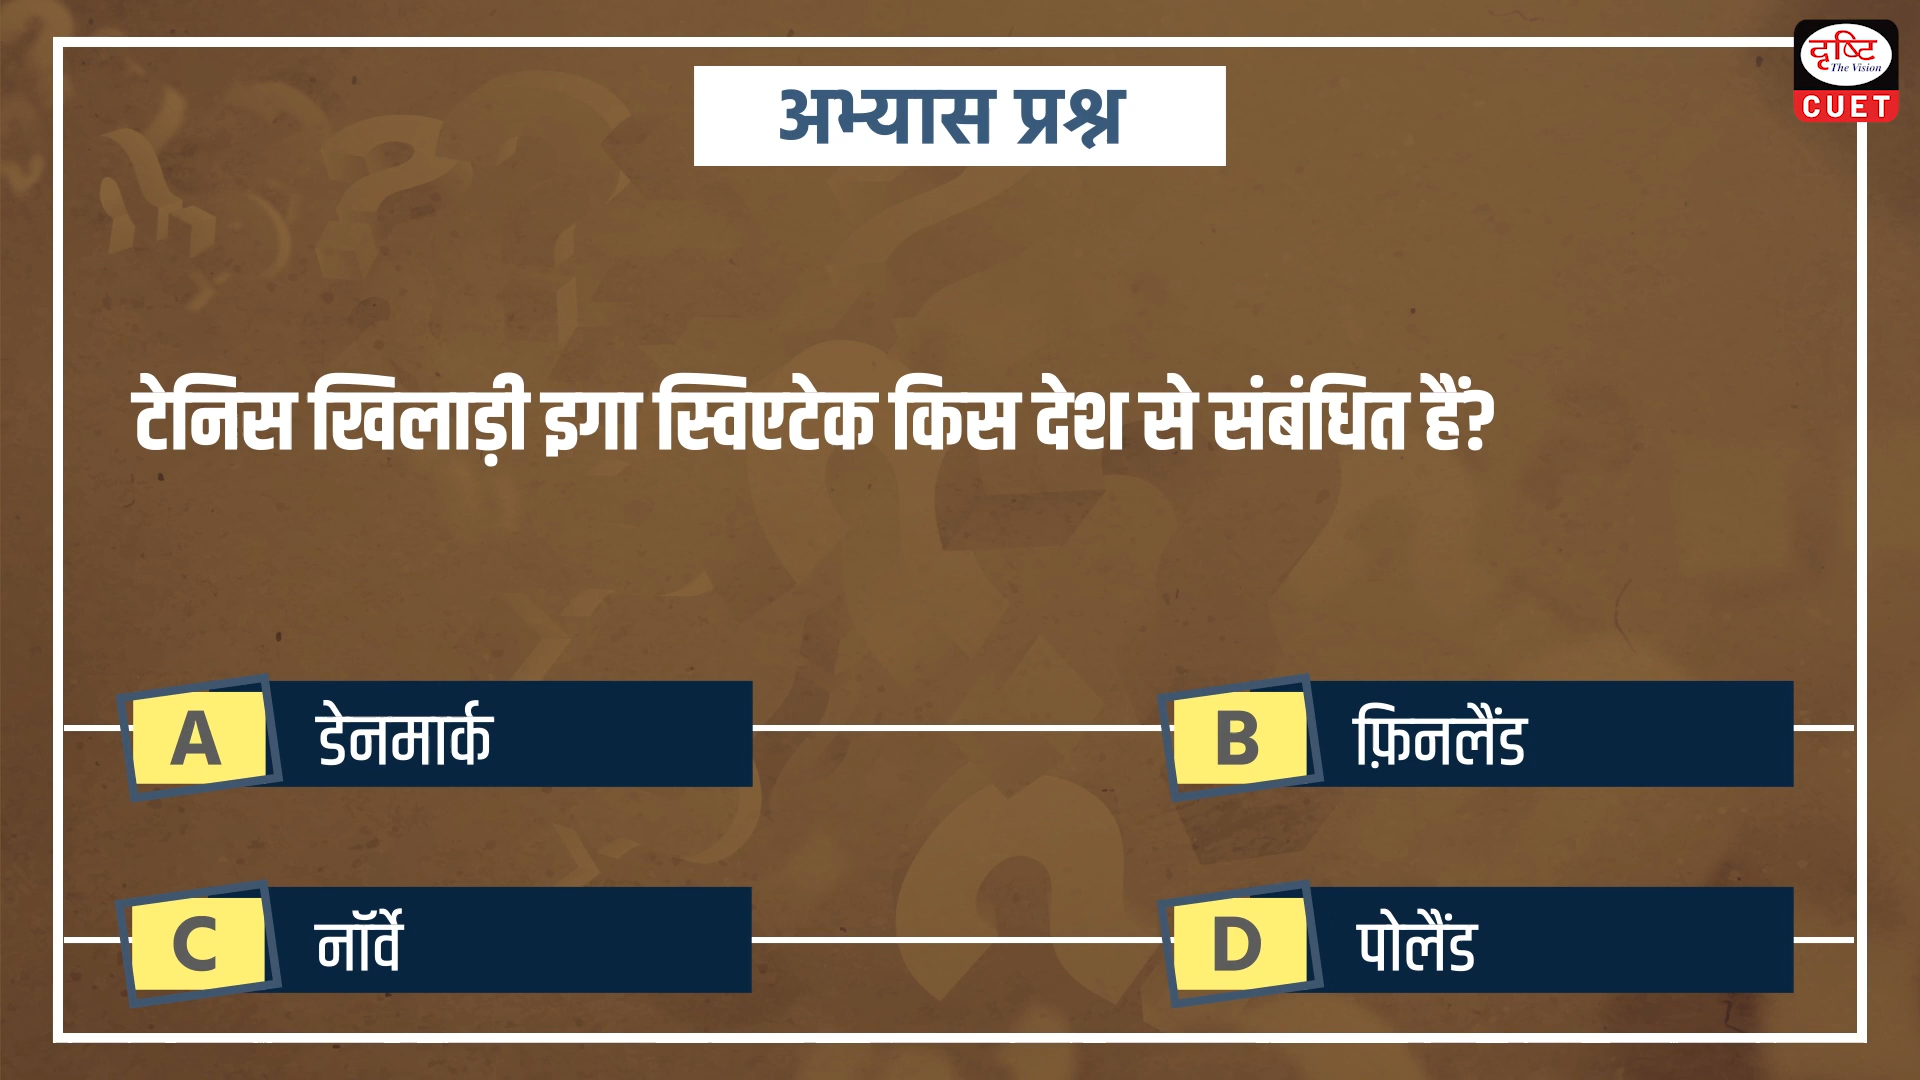 दृष्टि
The Vision
CUET
अभ्यास प्रश्न
टेनिस खिलाड़ी इगा स्विएटेक किस देश से संबंधित हैं?
A डेनमार्क
B फ़िनलैंड
C नॉर्वे
D पोलैंड